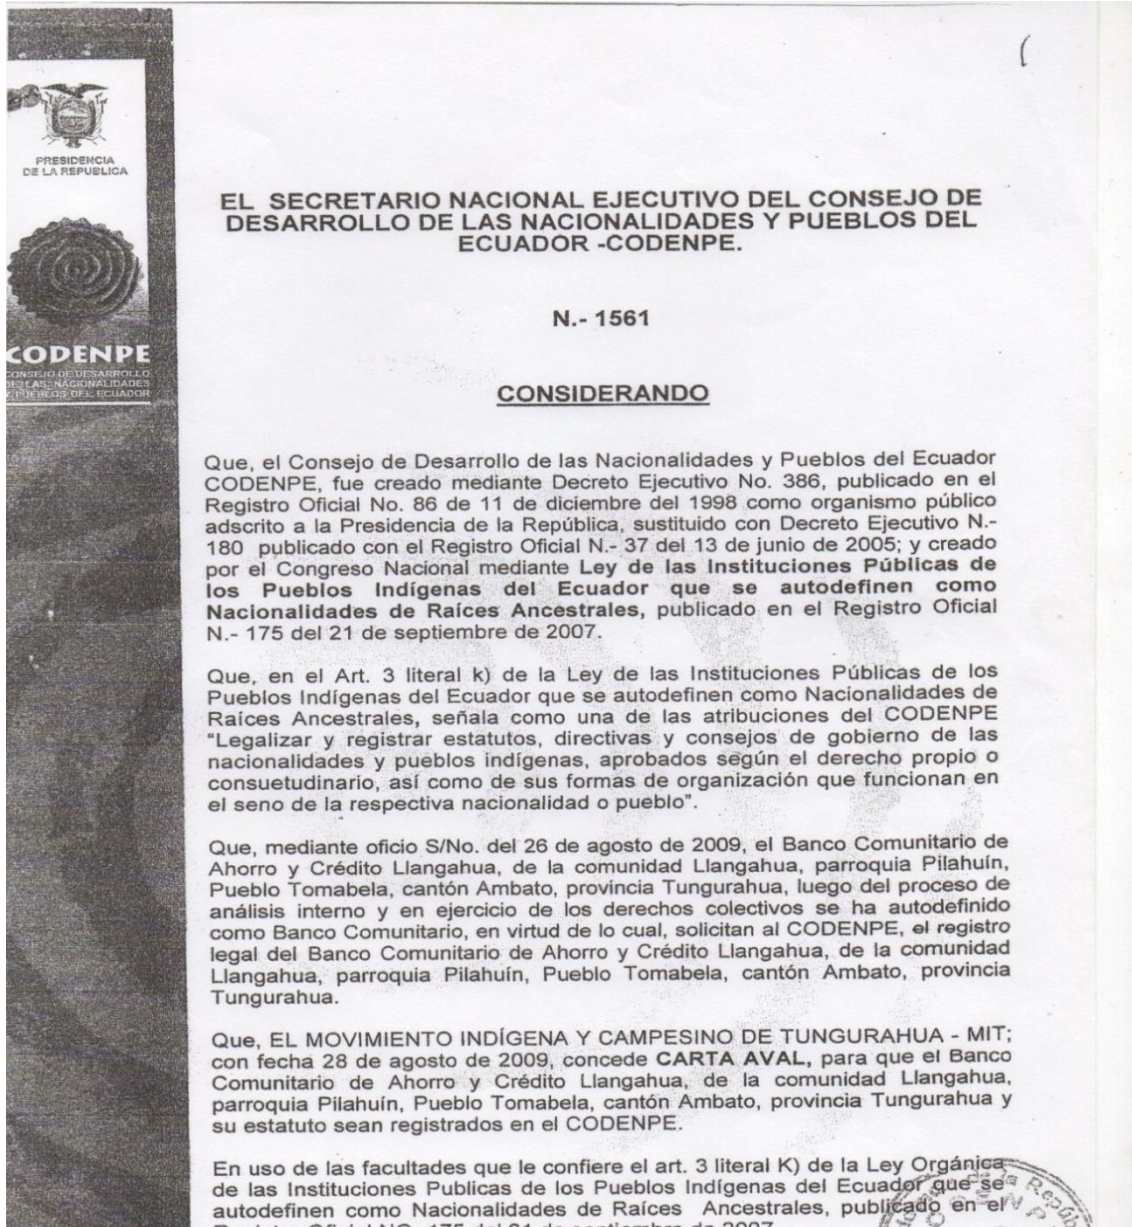 PRESIDENCIA
DE LA REPUBLICA
CODENPE
CONSEJO DE DESARROLLO
DE LAS NACIONALIDADES
Y PUEBLOS DEL ECUADOR
EL SECRETARIO NACIONAL EJECUTIVO DEL CONSEJO DE
DESARROLLO DE LAS NACIONALIDADES Y PUEBLOS DEL
ECUADOR -CODENPE.
N.- 1561
CONSIDERANDO
Que, el Consejo de Desarrollo de las Nacionalidades y Pueblos del Ecuador
CODENPE, fue creado mediante Decreto Ejecutivo No. 386, publicado en el
Registro Oficial No. 86 de 11 de diciembre del 1998 como organismo público
adscrito a la Presidencia de la República, sustituido con Decreto Ejecutivo N.-
180 publicado con el Registro Oficial N.- 37 del 13 de junio de 2005; y creado
por el Congreso Nacional mediante Ley de las Instituciones Públicas de
los Pueblos Indígenas del Ecuador que se autodefinen como
Nacionalidades de Raíces Ancestrales, publicado en el Registro Oficial
N.- 175 del 21 de septiembre de 2007.
Que, en el Art. 3 literal k) de la Ley de las Instituciones Públicas de los
Pueblos Indígenas del Ecuador que se autodefinen como Nacionalidades de
Raíces Ancestrales, señala como una de las atribuciones del CODENPE
“Legalizar y registrar estatutos, directivas y consejos de gobierno de las
nacionalidades y pueblos indígenas, aprobados según el derecho propio o
consuetudinario, así como de sus formas de organización que funcionan en
el seno de la respectiva nacionalidad o pueblo”.
Que, mediante oficio S/No. del 26 de agosto de 2009, el Banco Comunitario de
Ahorro y Crédito Llangahua, de la comunidad Llangahua, parroquia Pilahuín,
Pueblo Tomabela, cantón Ambato, provincia Tungurahua, luego del proceso de
análisis interno y en ejercicio de los derechos colectivos se ha autodefinido
como Banco Comunitario, en virtud de lo cual, solicitan al CODENPE, el registro
legal del Banco Comunitario de Ahorro y Crédito Llangahua, de la comunidad
Llangahua, parroquia Pilahuín, Pueblo Tomabela, cantón Ambato, provincia
Tungurahua.
Que, EL MOVIMIENTO INDÍGENA Y CAMPESINO DE TUNGURAHUA - MIT;
con fecha 28 de agosto de 2009, concede CARTA AVAL, para que el Banco
Comunitario de Ahorro y Crédito Llangahua, de la comunidad Llangahua,
parroquia Pilahuín, Pueblo Tomabela, cantón Ambato, provincia Tungurahua y
su estatuto sean registrados en el CODENPE.
En uso de las facultades que le confiere el art. 3 literal K) de la Ley Orgánica
de las Instituciones Publicas de los Pueblos Indígenas del Ecuador que se
autodefinen como Nacionalidades de Raíces Ancestrales, publicado en el